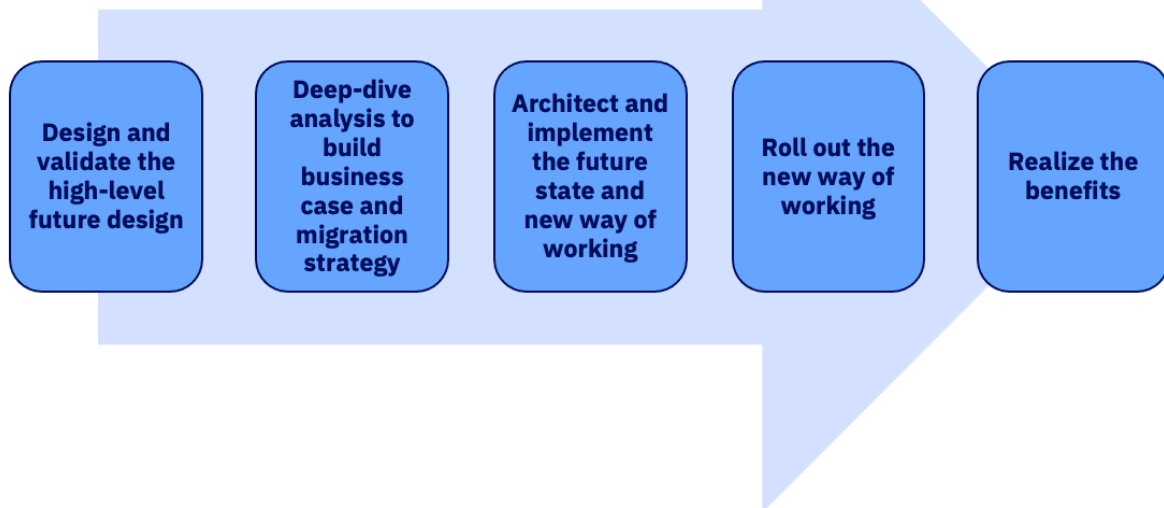 Design and
validate the
high-level
future design
Deep-dive
analysis to
build
business
case and
migration
strategy
Architect and
implement
the future
state and
new way of
working
Roll out the
new way of
working
Realize the
benefits